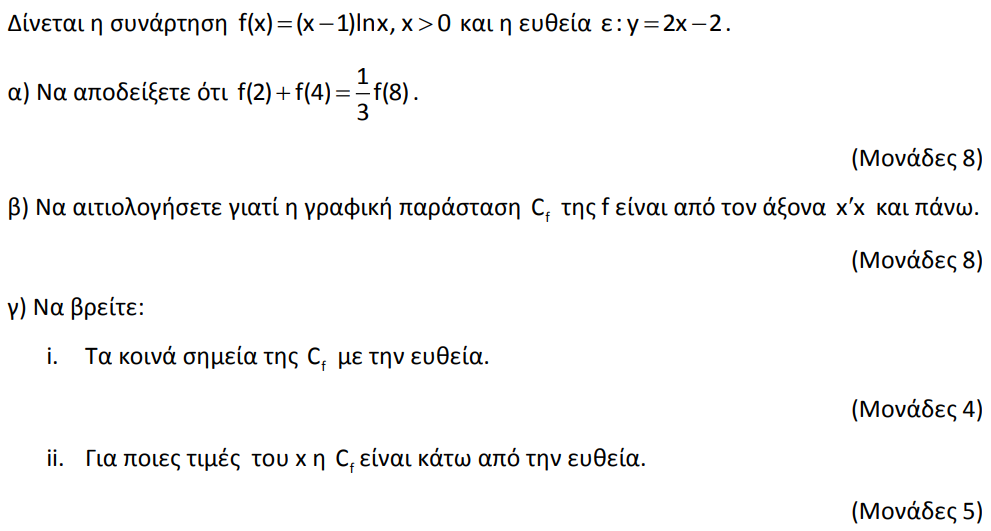 Δίνεται η συνάρτηση f(x)=(x−1)lnx, x>0 και η ευθεία ε:y=2x−2.
α) Να αποδείξετε ότι f(2)+f(4)=\frac{1}{3}f(8).
(Μονάδες 8)
β) Να αιτιολογήσετε γιατί η γραφική παράσταση C_f της f είναι από τον άξονα x′x και πάνω.
(Μονάδες 8)
γ) Να βρείτε:
i. Τα κοινά σημεία της C_f με την ευθεία.
(Μονάδες 4)
ii. Για ποιες τιμές του x η C_f είναι κάτω από την ευθεία.
(Μονάδες 5)